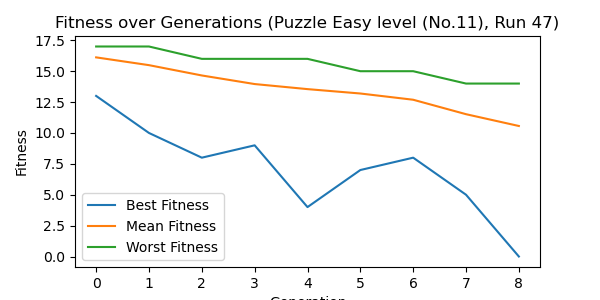 Fitness over Generations (Puzzle Easy level (No.11), Run 47)
17.5
15.0
12.5
10.0
7.5
5.0
2.5
0.0
Fitness
Best Fitness
Mean Fitness
Worst Fitness
0 1 2 3 4 5 6 7 8
Generation